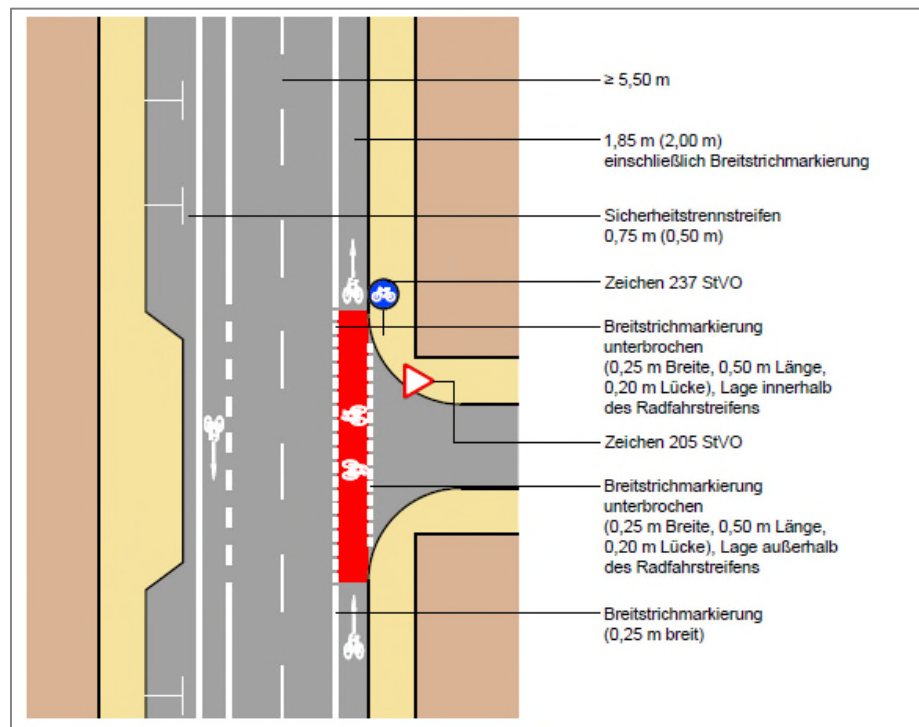 ≥ 5,50 m
1,85 m (2,00 m)
einschließlich Breitstrichmarkierung
Sicherheitstrennstreifen
0,75 m (0,50 m)
Zeichen 237 StVO
Breitstrichmarkierung
unterbrochen
(0,25 m Breite, 0,50 m Länge,
0,20 m Lücke), Lage innerhalb
des Radfahrstreifens
Zeichen 205 StVO
Breitstrichmarkierung
unterbrochen
(0,25 m Breite, 0,50 m Länge,
0,20 m Lücke), Lage außerhalb
des Radfahrstreifens
Breitstrichmarkierung
(0,25 m breit)